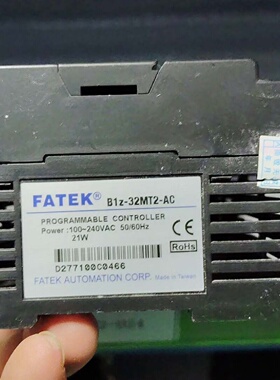 FATEK® B1z-32MT2-AC
PROGRAMMABLE CONTROLLER
Power :100~240VAC 50/60Hz
21W
CE
RoHs
D277100C0466
FATEK AUTOMATION CORP. Made in Taiwan